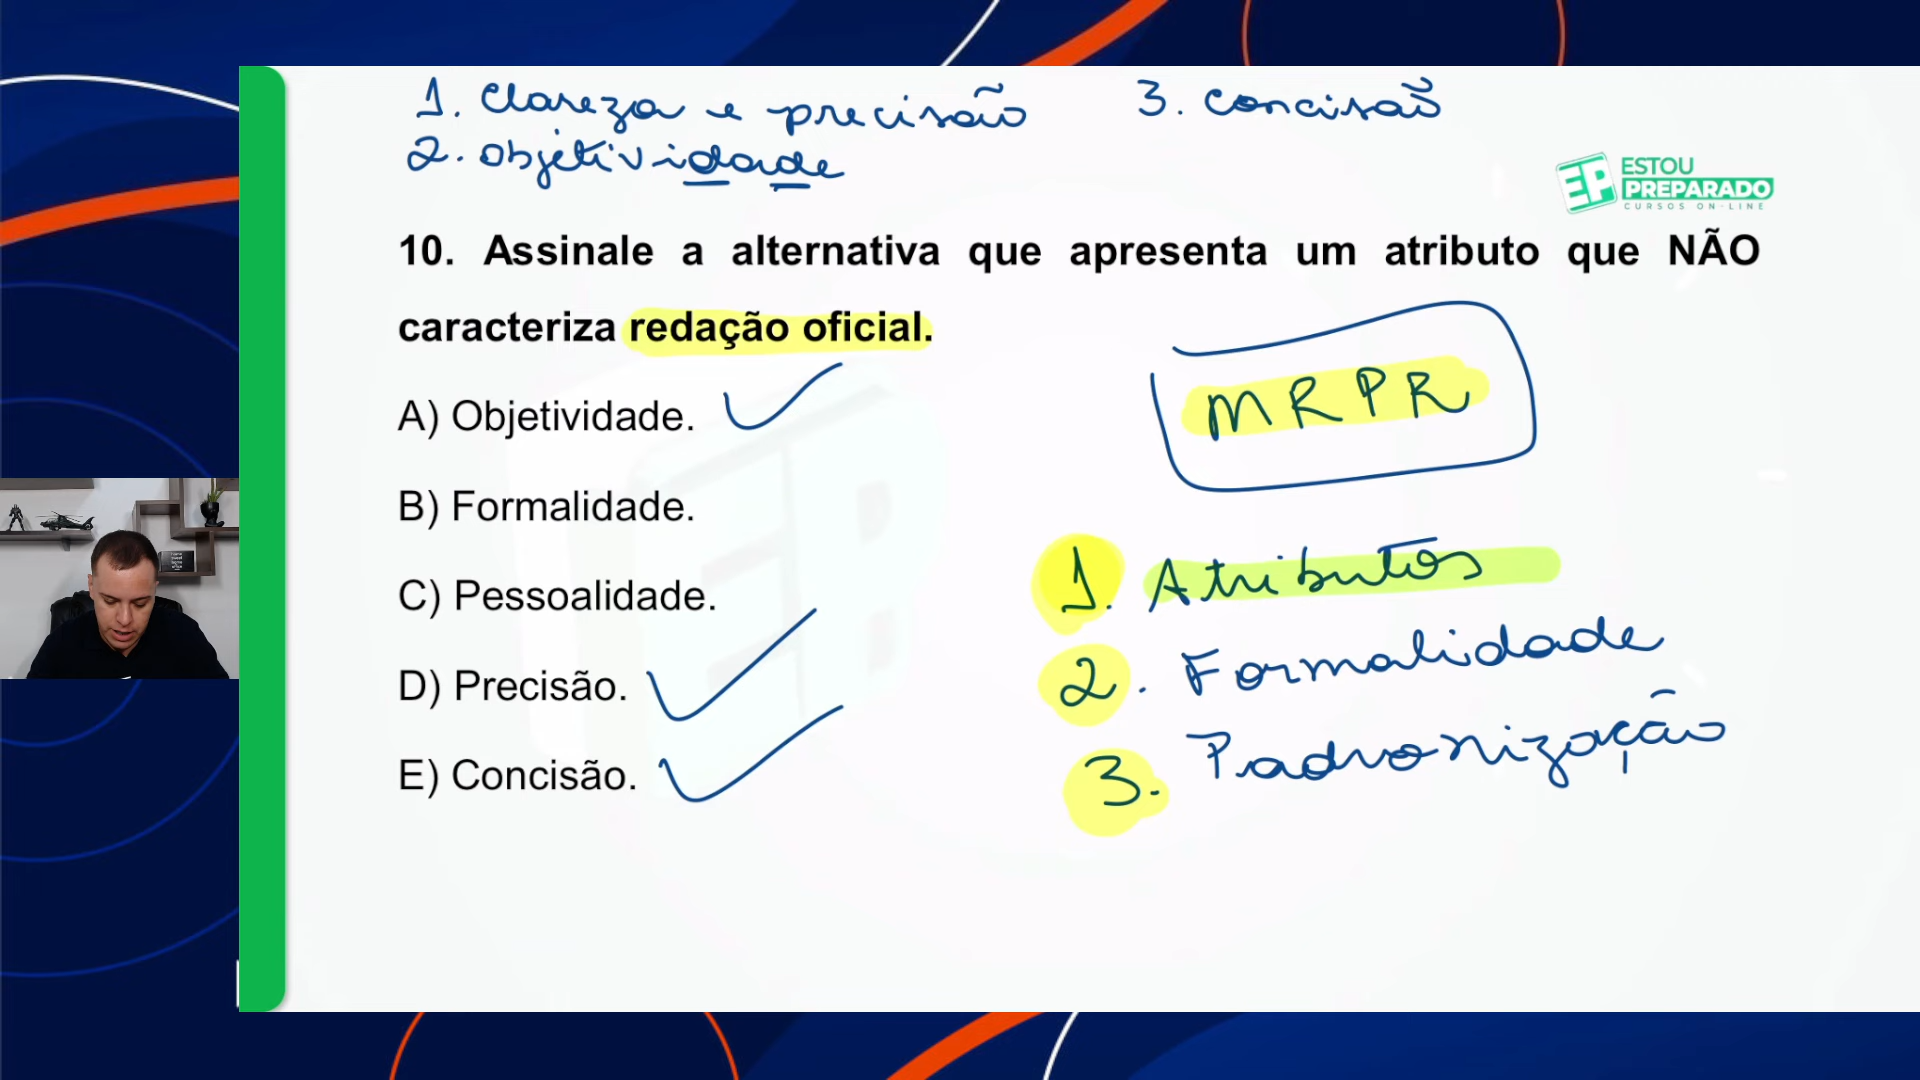 1. Clareza e precisão 3. concisão
2. objetividade
ESTOU
PREPARADO
CURSOS ON-LINE
10. Assinale a alternativa que apresenta um atributo que NÃO
caracteriza redação oficial.
MRPR
A) Objetividade.
B) Formalidade.
C) Pessoalidade.
D) Precisão.
E) Concisão.
1. Atributos
2. Formalidade
3. Padronização